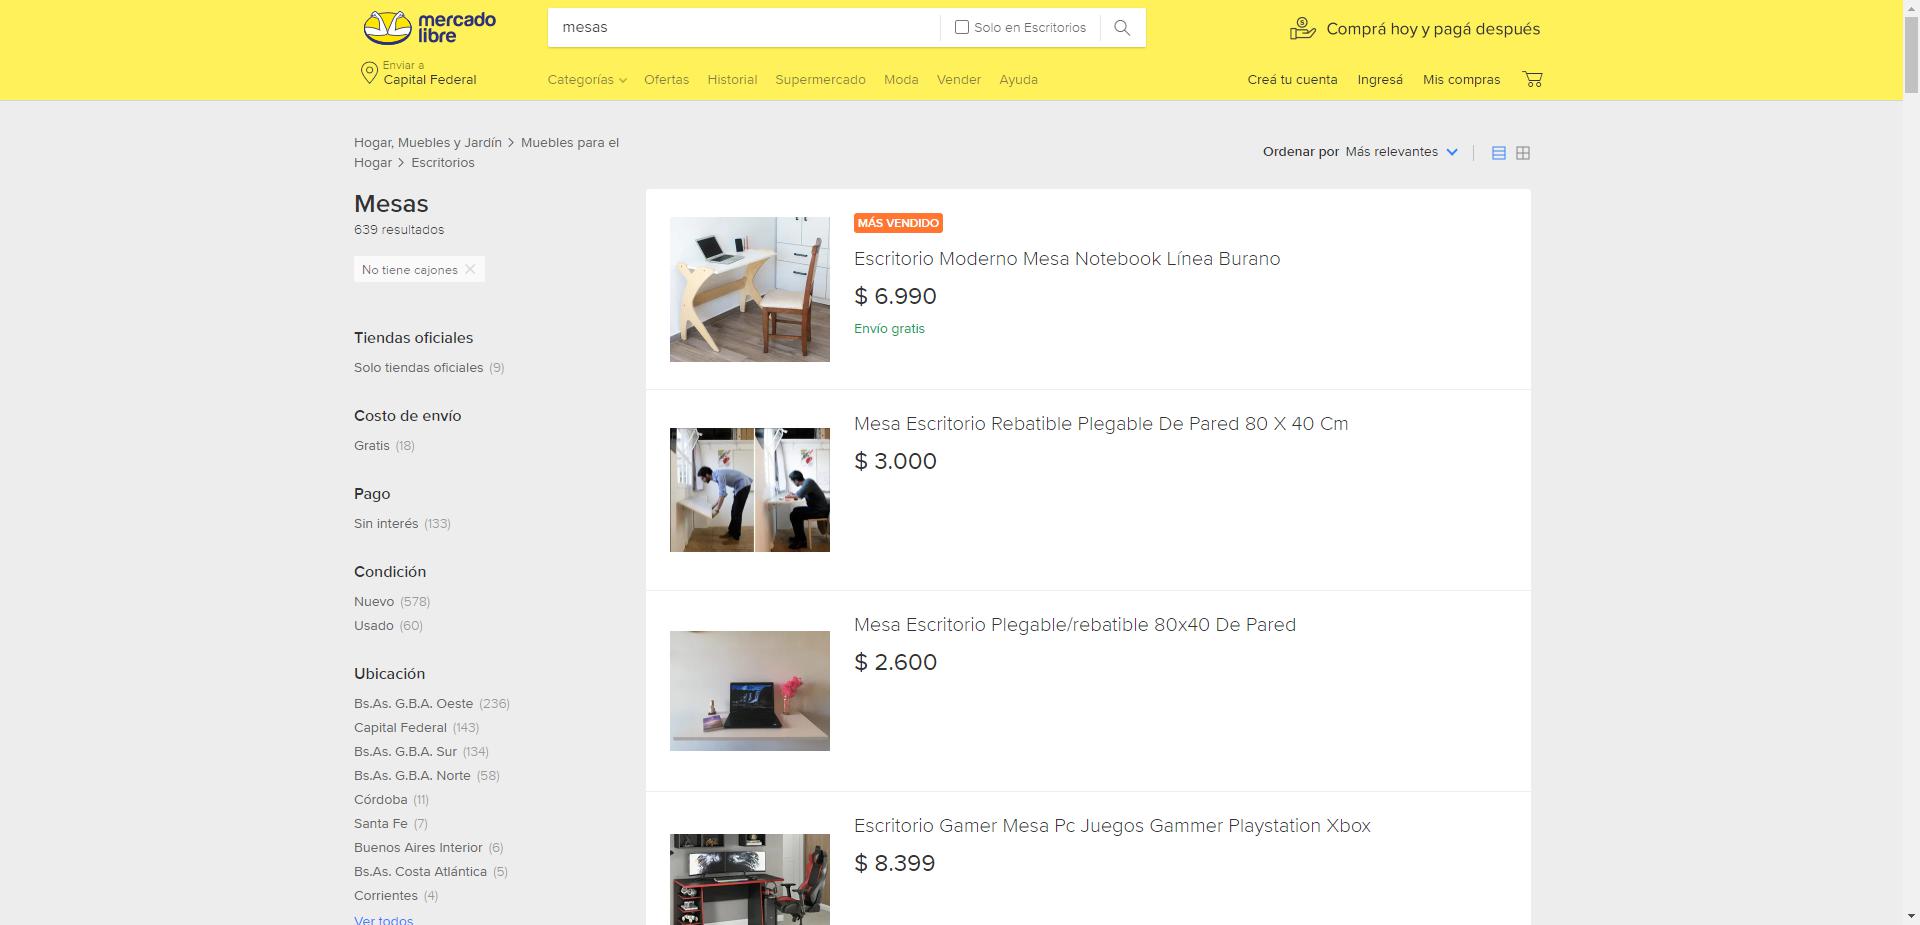 mercado
libre
mesas
Solo en Escritorios
Comprá hoy y pagá después
Enviar a
Capital Federal
Categorías
Ofertas
Historial
Supermercado
Moda
Vender
Ayuda
Creá tu cuenta
Ingresá
Mis compras
Hogar, Muebles y Jardín > Muebles para el
Hogar > Escritorios
Ordenar por Más relevantes
Mesas
639 resultados
No tiene cajones
Tiendas oficiales
Solo tiendas oficiales (9)
Costo de envío
Gratis (18)
Pago
Sin interés (133)
Condición
Nuevo (578)
Usado (60)
Ubicación
Bs.As. G.B.A. Oeste (236)
Capital Federal (143)
Bs.As. G.B.A. Sur (134)
Bs.As. G.B.A. Norte (58)
Córdoba (11)
Santa Fe (7)
Buenos Aires Interior (6)
Bs.As. Costa Atlántica (5)
Corrientes (4)
Ver todos
MÁS VENDIDO
Escritorio Moderno Mesa Notebook Línea Burano
$ 6.990
Envío gratis
Mesa Escritorio Rebatible Plegable De Pared 80 X 40 Cm
$ 3.000
Mesa Escritorio Plegable/rebatible 80x40 De Pared
$ 2.600
Escritorio Gamer Mesa Pc Juegos Gammer Playstation Xbox
$ 8.399